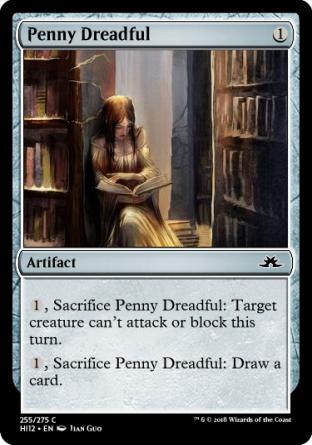 Penny Dreadful 1
Artifact
1, Sacrifice Penny Dreadful: Target
creature can't attack or block this
turn.
1, Sacrifice Penny Dreadful: Draw a
card.
255/275 C
HI12 • EN Jian Guo
™ & © 2018 Wizards of the Coast